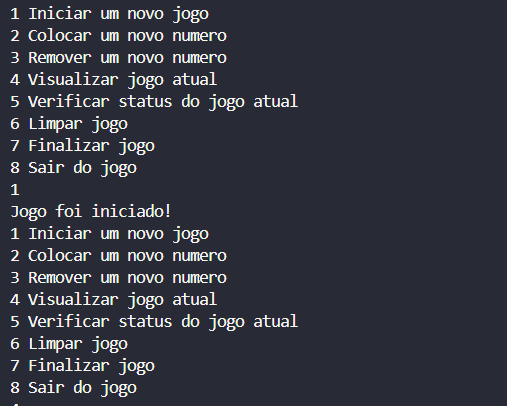 1 Iniciar um novo jogo
2 Colocar um novo numero
3 Remover um novo numero
4 Visualizar jogo atual
5 Verificar status do jogo atual
6 Limpar jogo
7 Finalizar jogo
8 Sair do jogo
1
Jogo foi iniciado!
1 Iniciar um novo jogo
2 Colocar um novo numero
3 Remover um novo numero
4 Visualizar jogo atual
5 Verificar status do jogo atual
6 Limpar jogo
7 Finalizar jogo
8 Sair do jogo